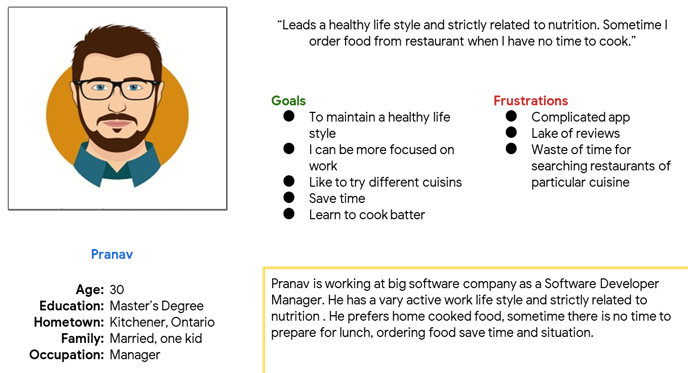 “Leads a healthy life style and strictly related to nutrition. Sometime I
order food from restaurant when I have no time to cook.”
Goals
● To maintain a healthy life
style
● I can be more focused on
work
● Like to try different cuisins
● Save time
● Learn to cook batter
Frustrations
● Complicated app
● Lake of reviews
● Waste of time for
searching restaurants of
particular cuisine
Pranav
Age: 30
Education: Master's Degree
Hometown: Kitchener, Ontario
Family: Married, one kid
Occupation: Manager
Pranav is working at big software company as a Software Developer
Manager. He has a vary active work life style and strictly related to
nutrition . He prefers home cooked food, sometime there is no time to
prepare for lunch, ordering food save time and situation.